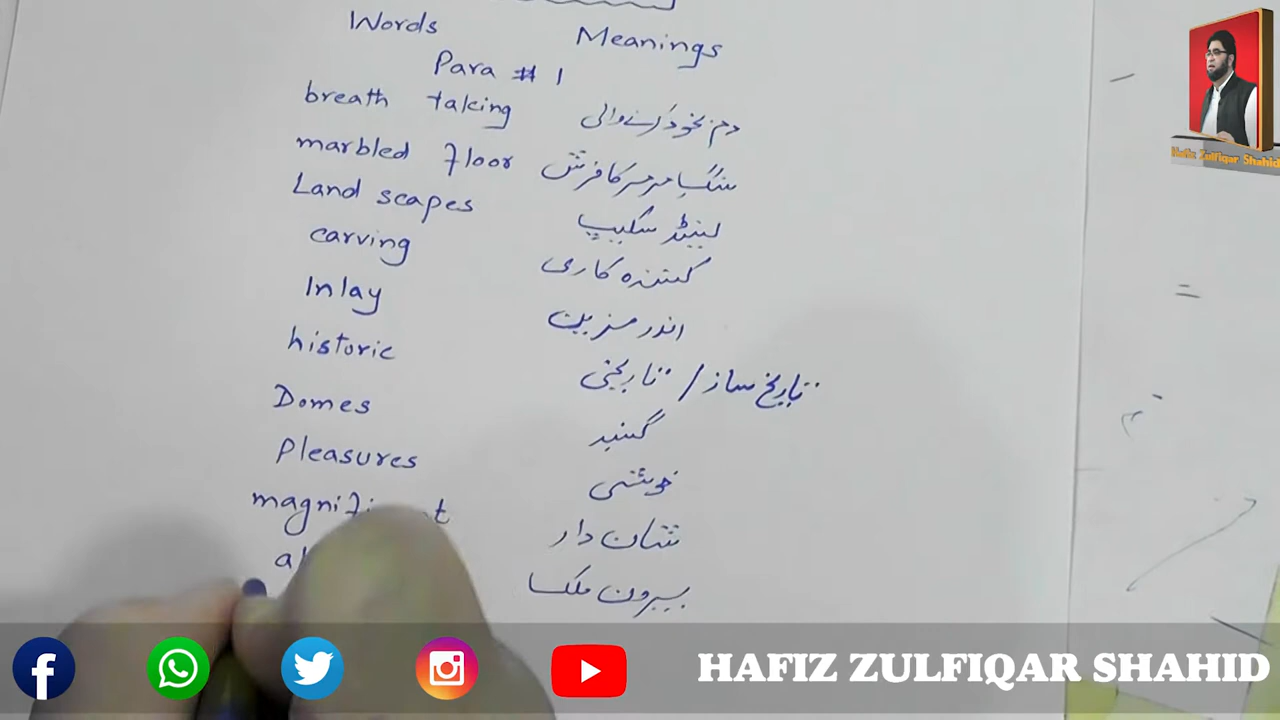 Words Meanings
Para # 1
breath taking دم بخود کرنے والی
marbled floor سنگ مرمر کا فرش
Land scapes لینڈ سکیپ
carving کندہ کاری
Inlay اندر مزین
historic تاریخ ساز / تاریخی
Domes گنبد
Pleasures خوشی
شان دار
بیرون ملک
Hafiz Zulfiqar Shahid
HAFIZ ZULFIQAR SHAHID